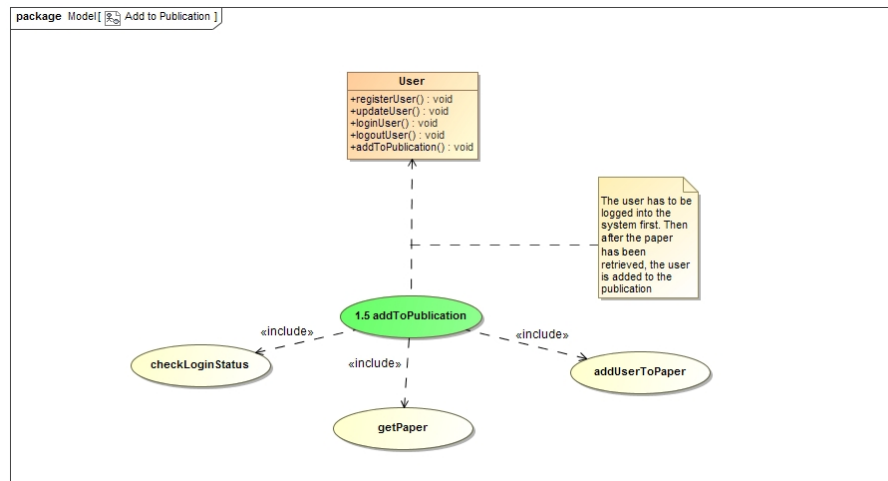 package Model[ Add to Publication ]
User
+registerUser() : void
+updateUser() : void
+loginUser() : void
+logoutUser() : void
+addToPublication() : void
The user has to be
logged into the
system first. Then
after the paper
has been
retrieved, the user
is added to the
publication
1.5 addToPublication
«include»
«include»
«include»
checkLoginStatus
addUserToPaper
getPaper